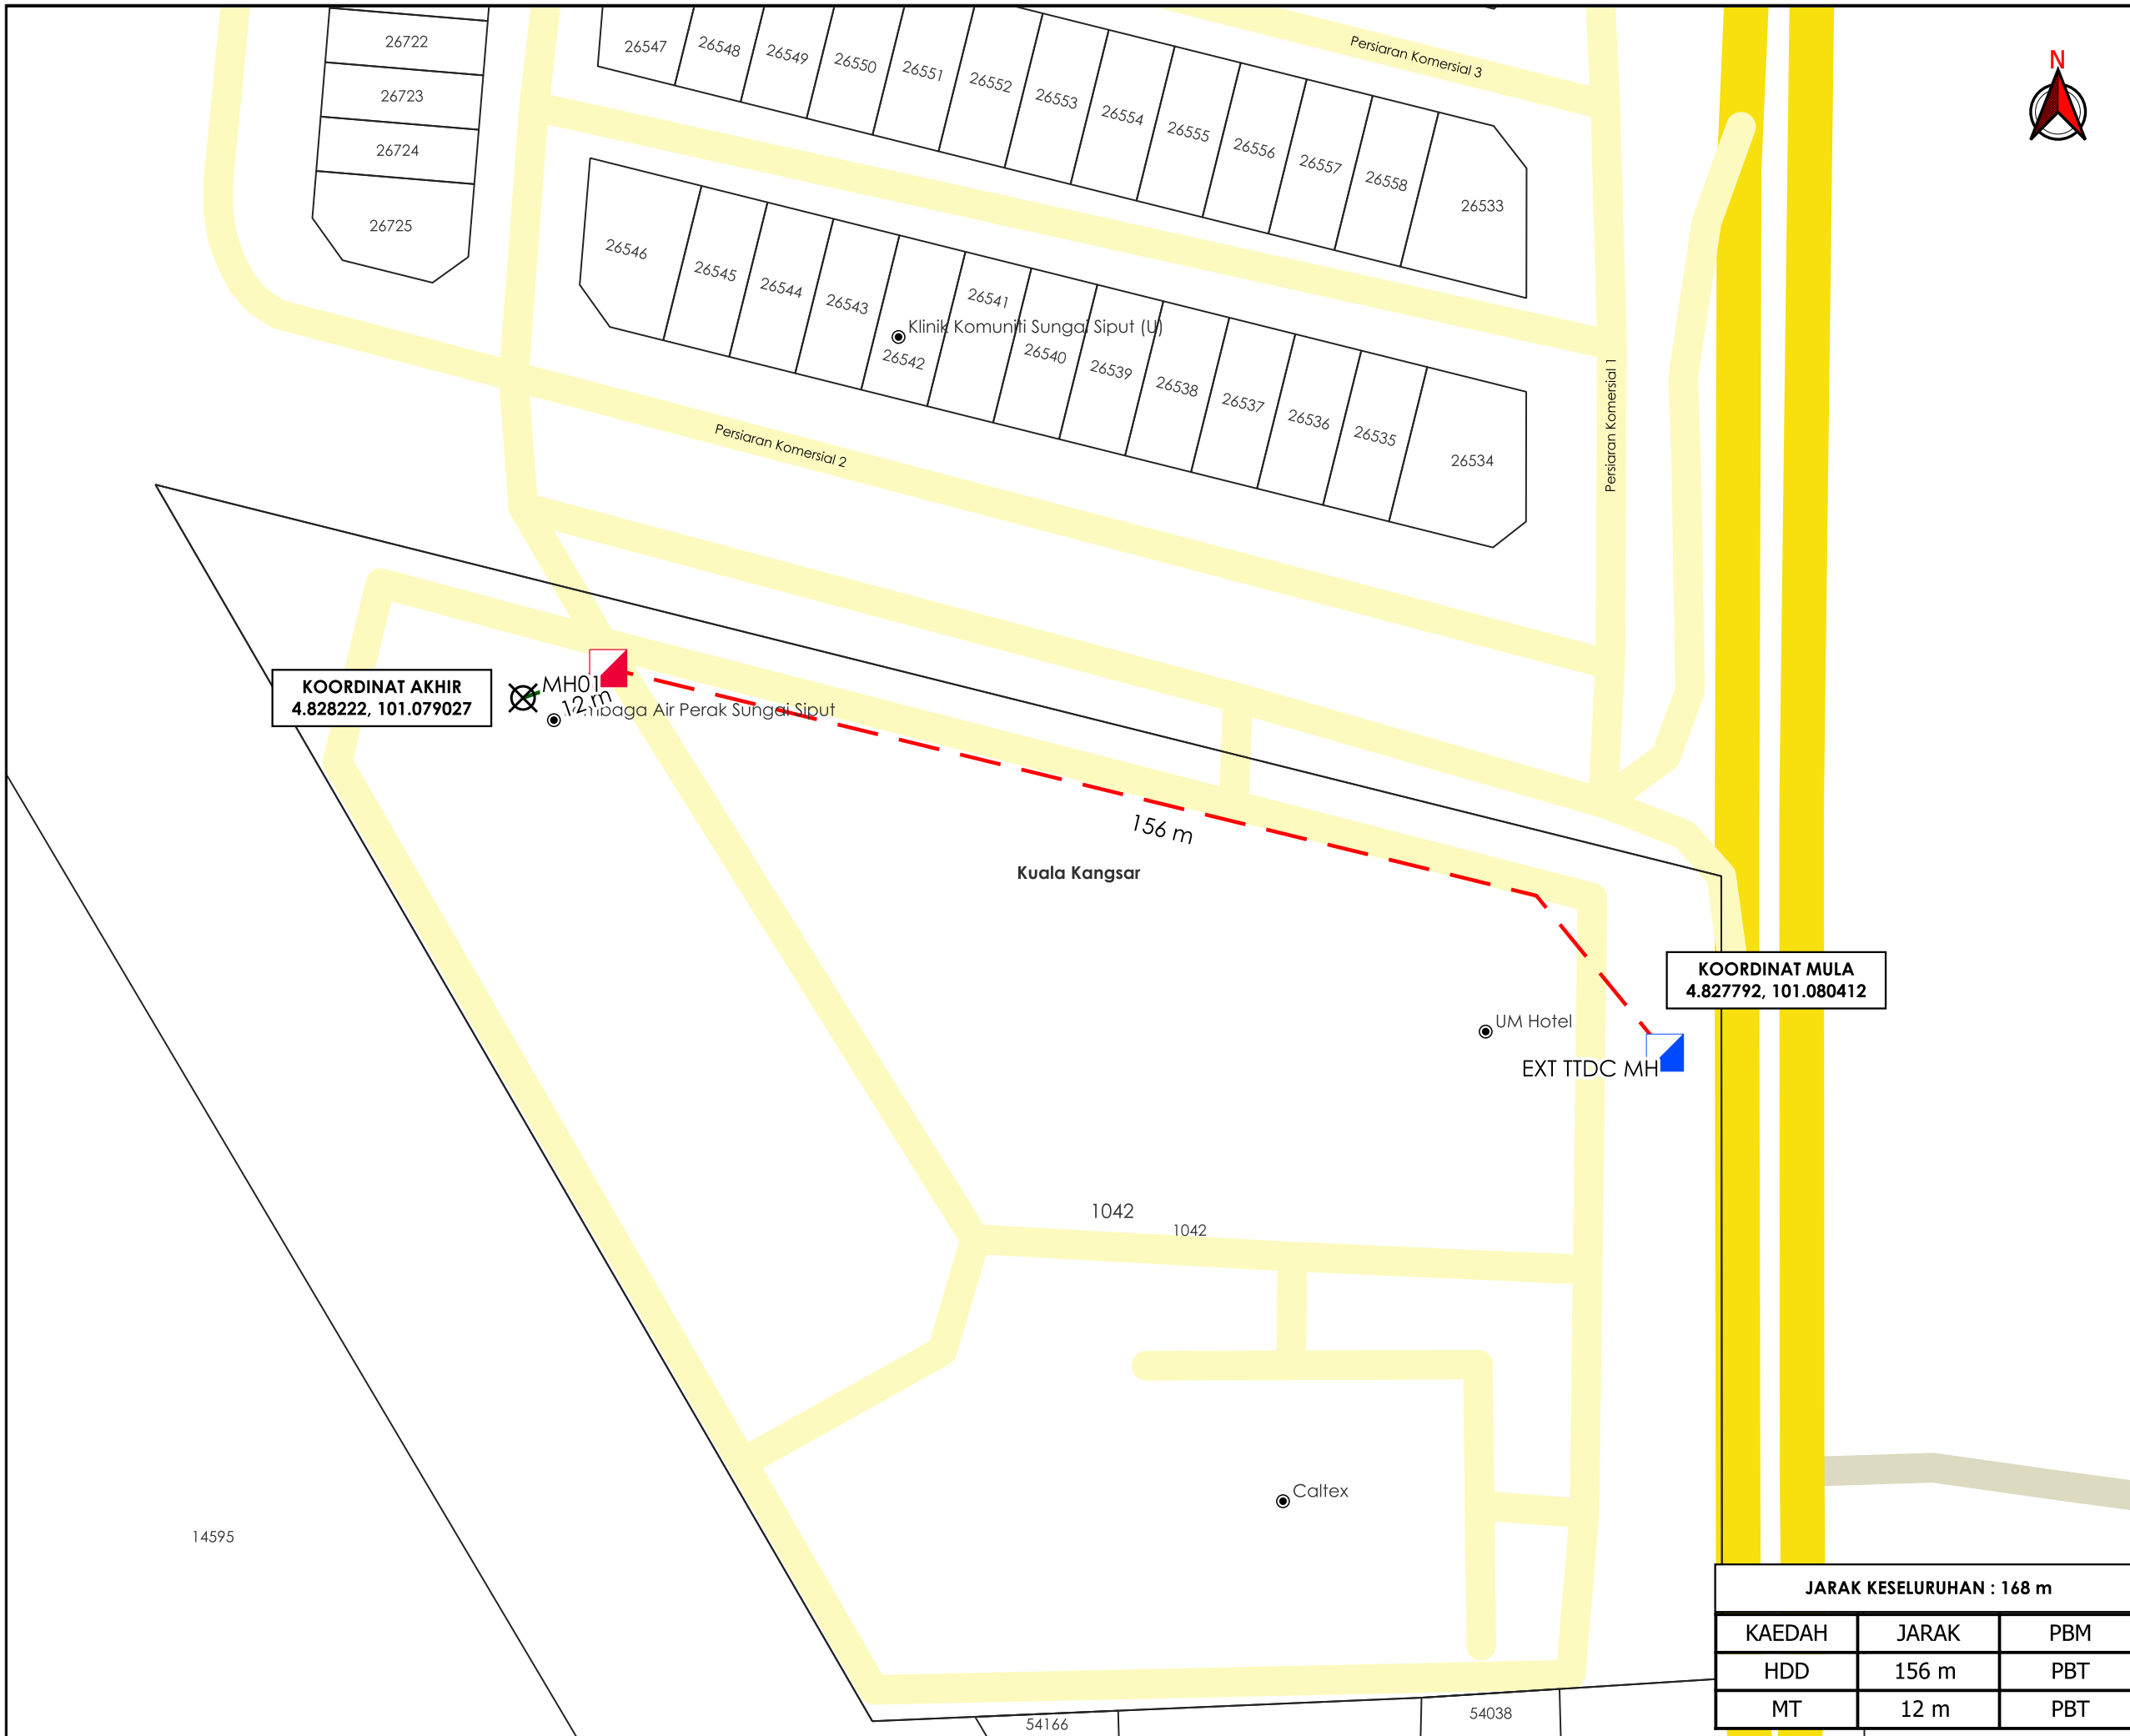 N
26722
26723
26724
26725
26547
26548
26549
26550
26551
26552
26553
26554
26555
26556
26557
26558
26533
Persiaran Komersial 3
26546
26545
26544
26543
26542
26541
26540
26539
26538
26537
26536
26535
26534
Klinik Komuniti Sungai Siput (U)
Persiaran Komersial 1
Persiaran Komersial 2
KOORDINAT AKHIR
4.828222, 101.079027
MH01
12 m
Air Perak Sungai Siput
156 m
Kuala Kangsar
KOORDINAT MULA
4.827792, 101.080412
UM Hotel
EXT TTDC MH
1042
1042
Caltex
14595
54166
54038
JARAK KESELURUHAN : 168 m
KAEDAH JARAK PBM
HDD 156 m PBT
MT 12 m PBT